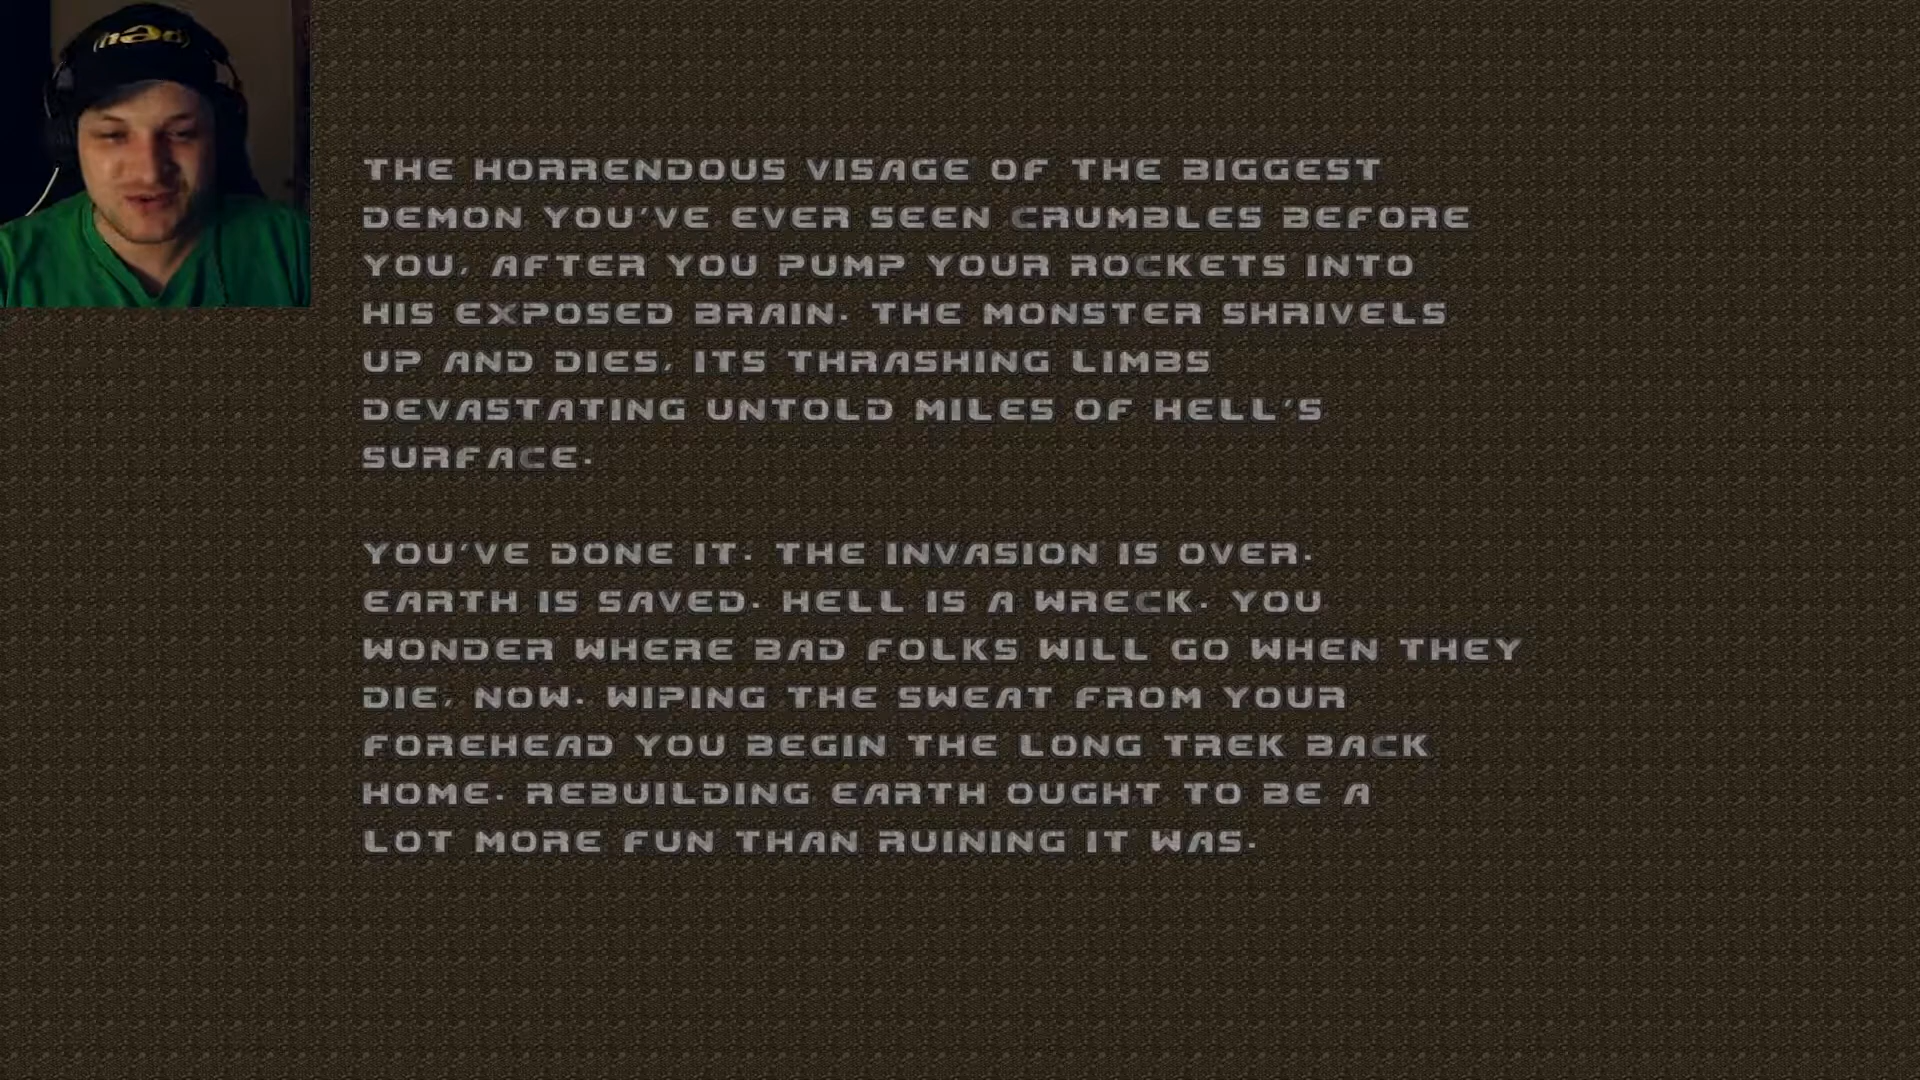 THE HORRENDOUS VISAGE OF THE BIGGEST
DEMON YOU'VE EVER SEEN CRUMBLES BEFORE
YOU, AFTER YOU PUMP YOUR ROCKETS INTO
HIS EXPOSED BRAIN. THE MONSTER SHRIVELS
UP AND DIES, ITS THRASHING LIMBS
DEVASTATING UNTOLD MILES OF HELL'S
SURFACE.
YOU'VE DONE IT. THE INVASION IS OVER.
EARTH IS SAVED. HELL IS A WRECK. YOU
WONDER WHERE BAD FOLKS WILL GO WHEN THEY
DIE, NOW. WIPING THE SWEAT FROM YOUR
FOREHEAD YOU BEGIN THE LONG TREK BACK
HOME. REBUILDING EARTH OUGHT TO BE A
LOT MORE FUN THAN RUINING IT WAS.